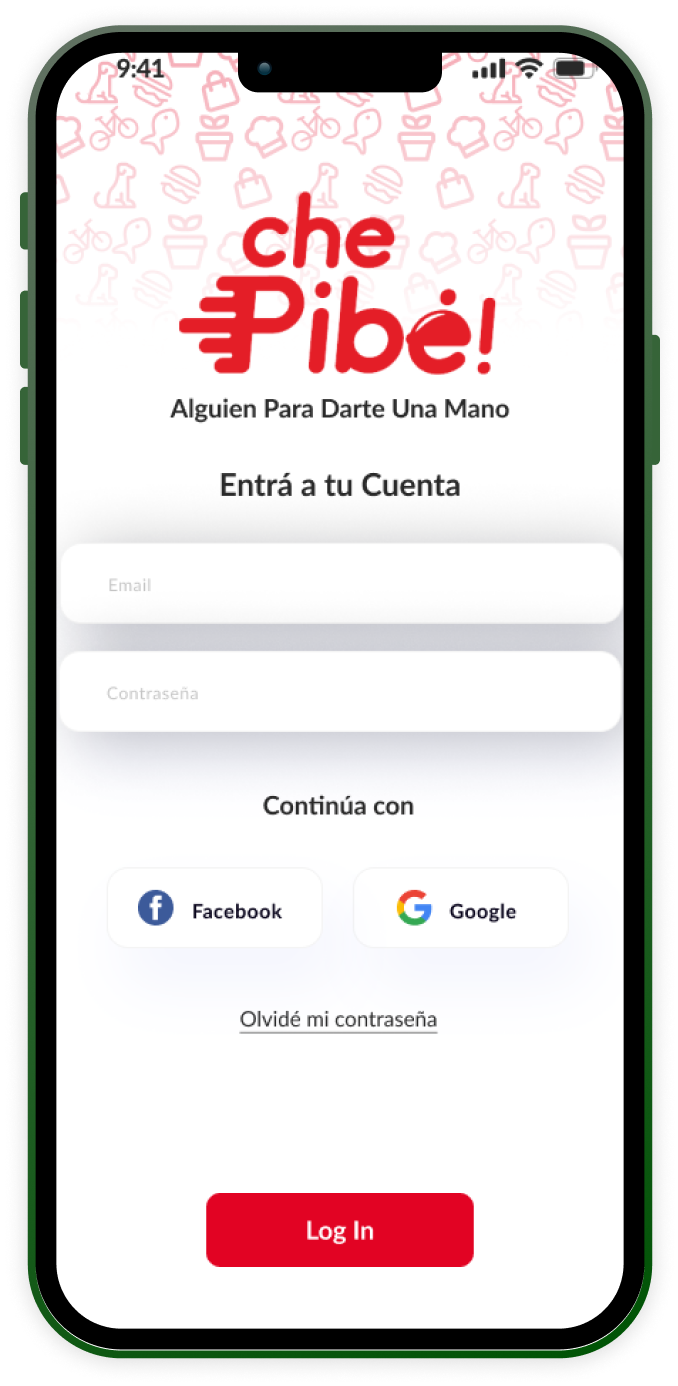 9:41
che
Pibe!
Alguien Para Darte Una Mano
Entrá a tu Cuenta
Email
Contraseña
Continúa con
Facebook
Google
Olvidé mi contraseña
Log In